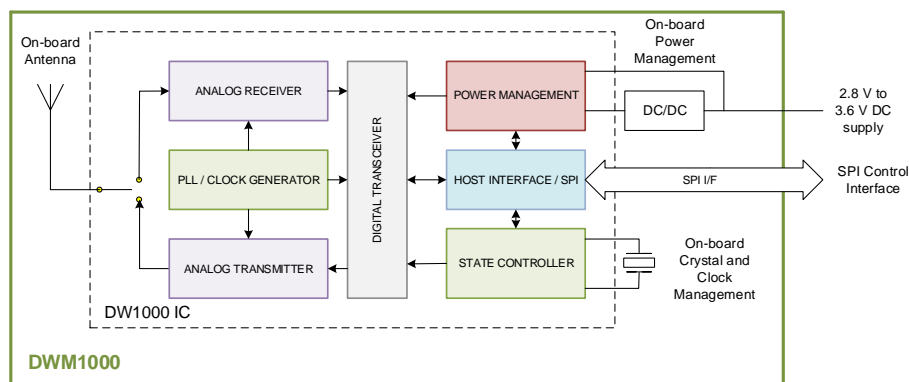 On-board
Antenna
ANALOG RECEIVER
PLL / CLOCK GENERATOR
ANALOG TRANSMITTER
DIGITAL TRANSCEIVER
POWER MANAGEMENT
HOST INTERFACE / SPI
STATE CONTROLLER
On-board
Power
Management
DC/DC
2.8 V to
3.6 V DC
supply
SPI I/F
SPI Control
Interface
On-board
Crystal and
Clock
Management
DW1000 IC
DWM1000